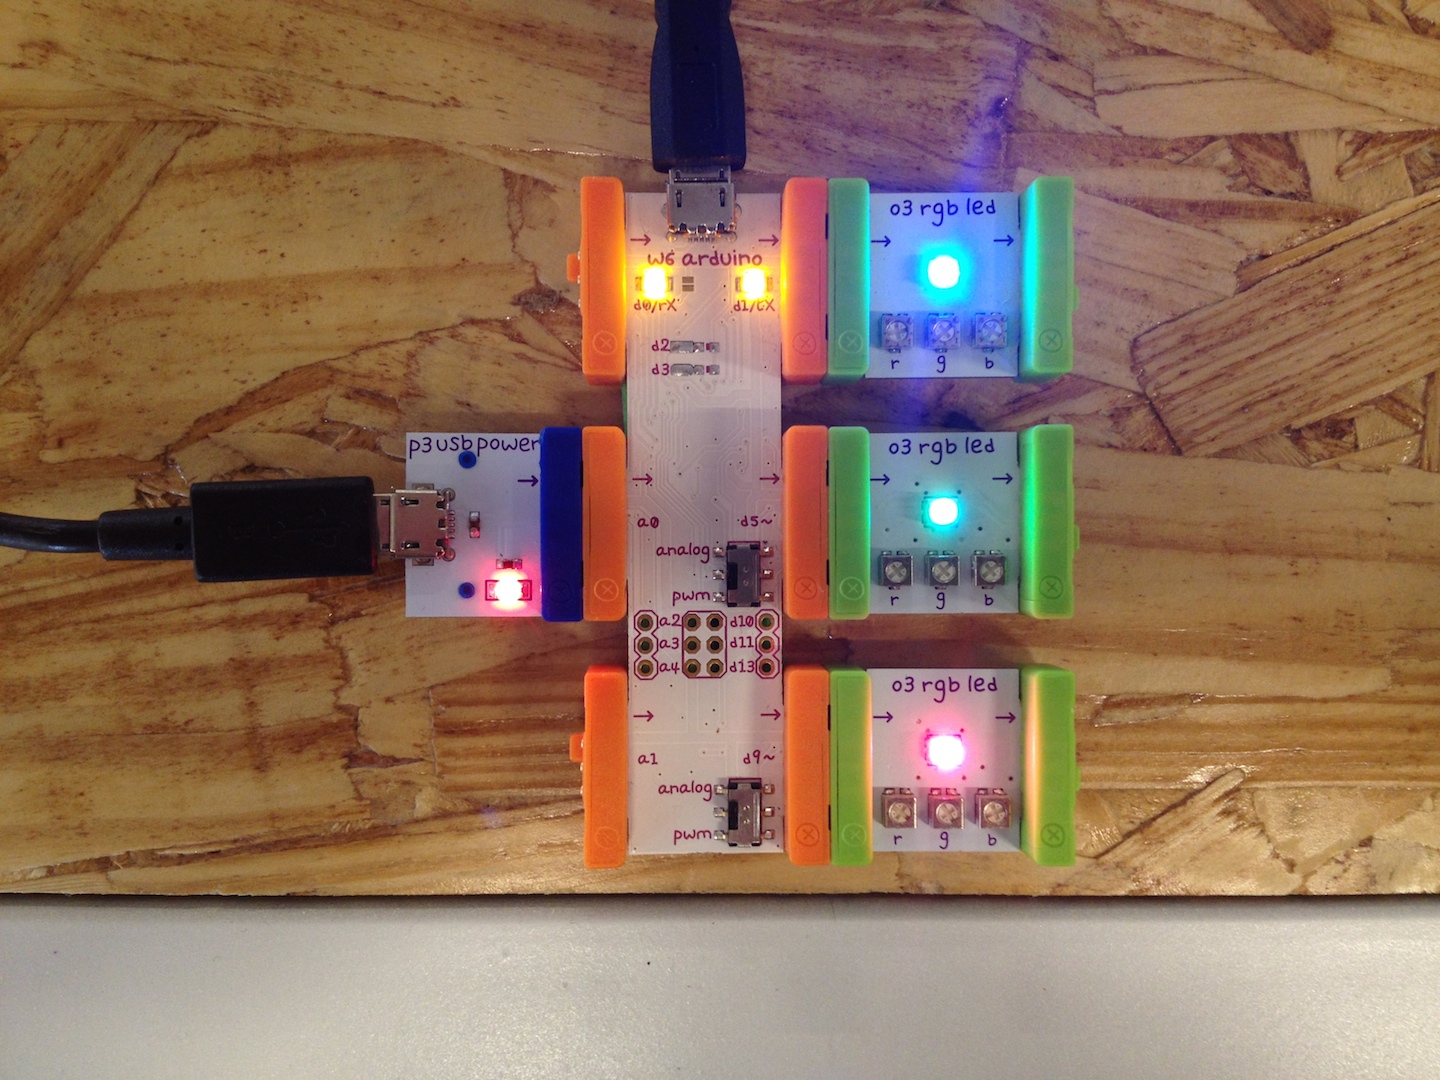 o3 rgb led
w6 arduino
d0/rx
d1/tx
r g b
d2
d3
p3 usb power
o3 rgb led
a0
d5~
analog
r g b
pwm
a2
d10
a3
d11
a4
d13
o3 rgb led
a1
d9~
analog
pwm
r g b